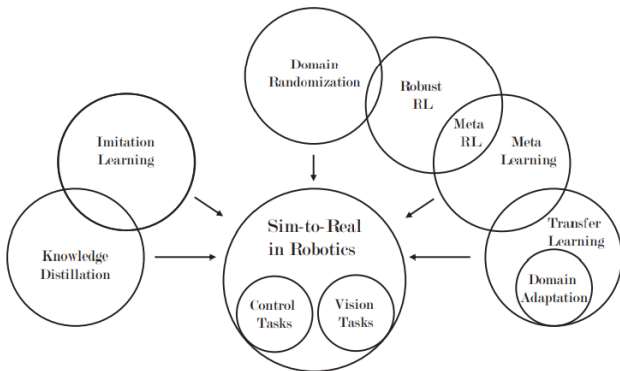 Domain
Randomization
Robust
RL
Meta
RL
Meta
Learning
Imitation
Learning
Transfer
Learning
Sim-to-Real
in Robotics
Knowledge
Distillation
Domain
Adaptation
Control
Tasks
Vision
Tasks